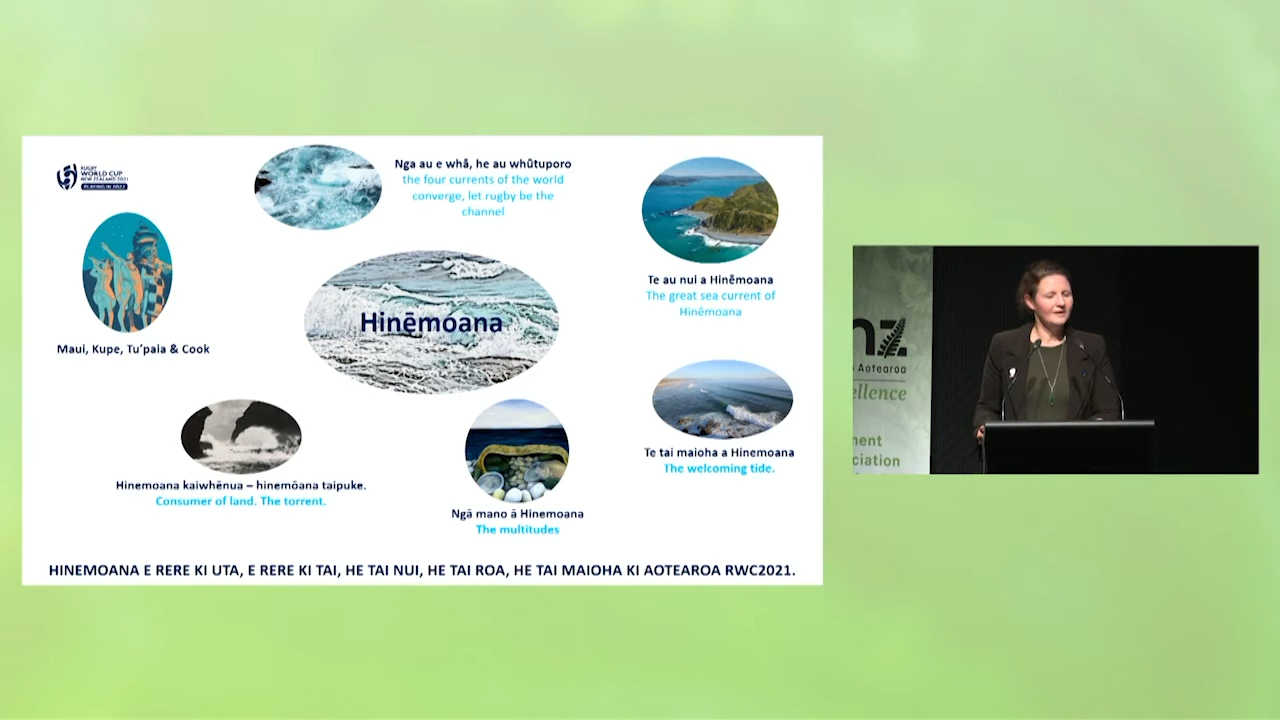 RUGBY
WORLD CUP
NEW ZEALAND 2021
PLAYING IN 2022
Nga au e whā, he au whūtuporo
the four currents of the world
converge, let rugby be the
channel
Maui, Kupe, Tu’paia & Cook
Hinēmoana
Te au nui a Hinēmoana
The great sea current of
Hinēmoana
Te tai maioha a Hinemoana
The welcoming tide.
Hinemoana kaiwhēnua – hinemōana taipuke.
Consumer of land. The torrent.
Ngā mano ā Hinemoana
The multitudes
HINEMOANA E RERE KI UTA, E RERE KI TAI, HE TAI NUI, HE TAI ROA, HE TAI MAIOHA KI AOTEAROA RWC2021.
nz
Aotearoa
ellence
ment
ciation